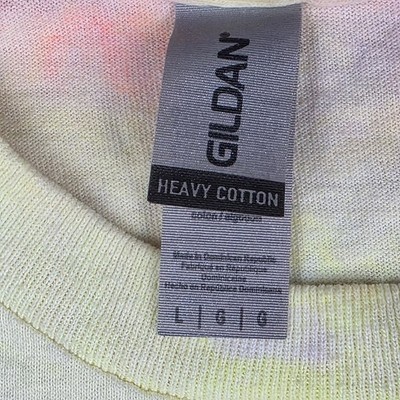 GILDAN®
HEAVY COTTON
coton / algodón
Made in Dominican Republic
Fabriqué en République
Dominicaine
Hecho en República Dominicana
L | G | G